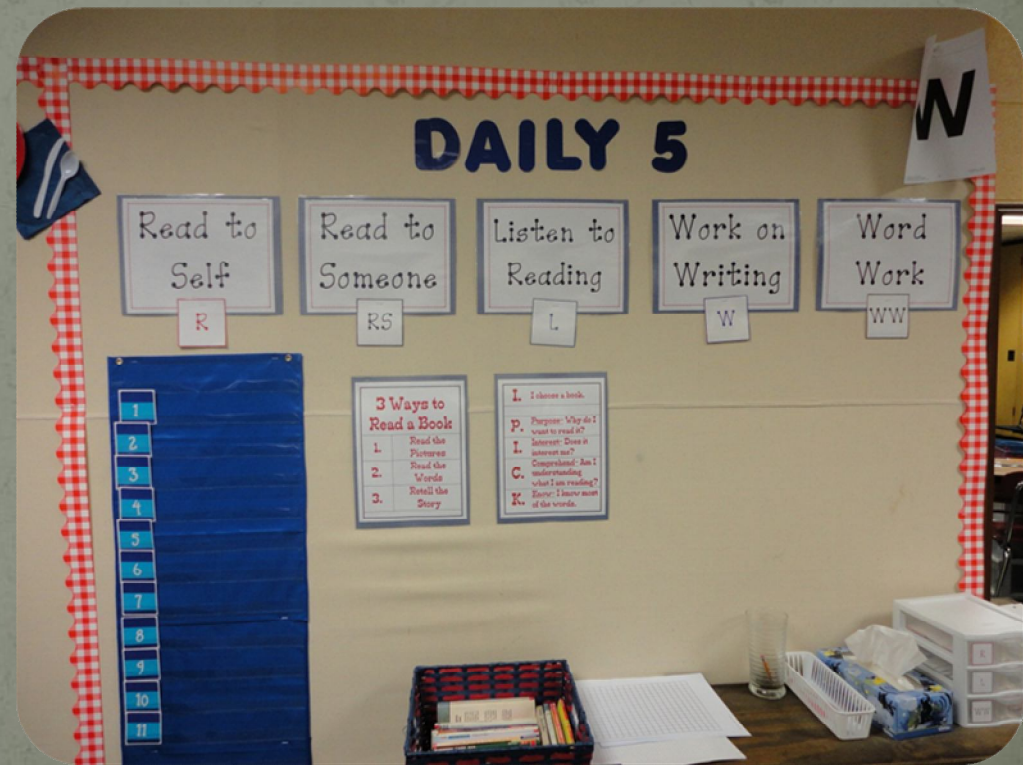 DAILY 5
W
Read to
Self
R
Read to
Someone
RS
Listen to
Reading
L
Work on
Writing
W
Word
Work
WW
1
2
3
4
5
6
7
8
9
10
11
3 Ways to
Read a Book
1. Read the
Pictures
2. Read the
Words
3. Retell the
Story
I. I choose a book.
P. Purpose- Why do I
want to read it?
I. Interest- Does it
interest me?
C. Comprehend- Am I
understanding
what I am reading?
K. Know- I know most
of the words.
R
L
WW